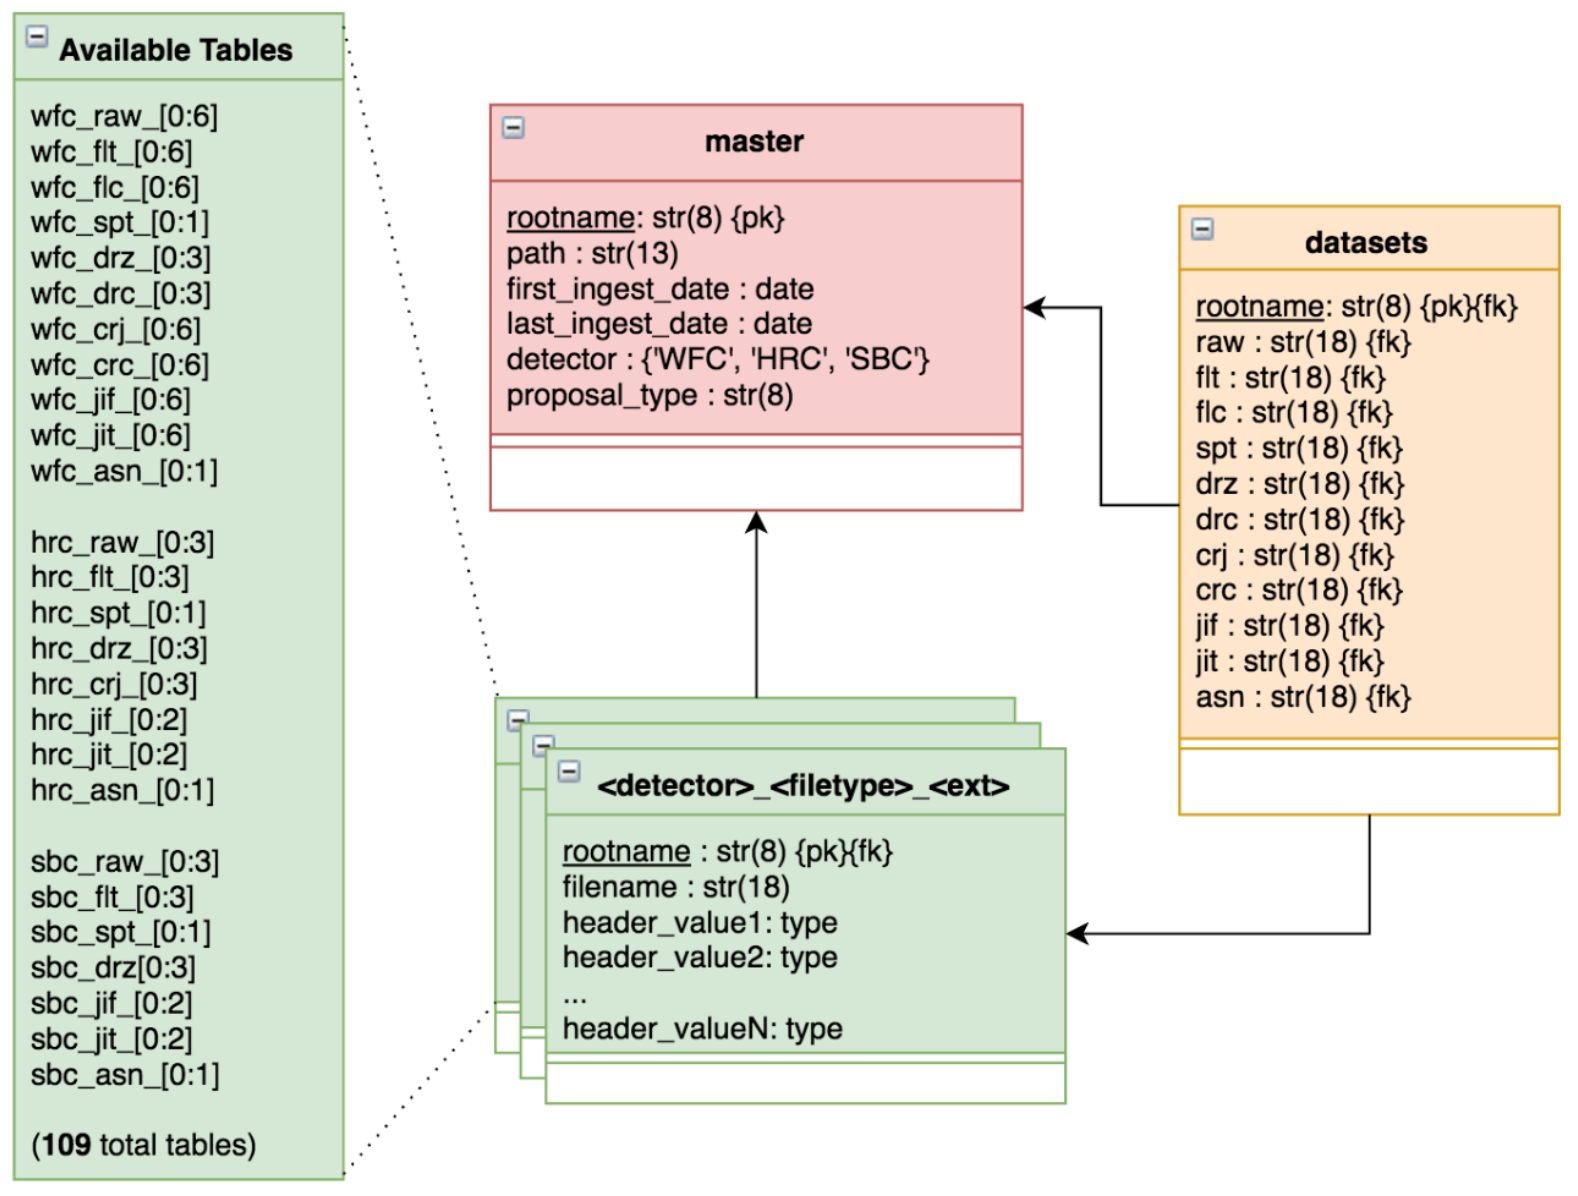 Available Tables
wfc_raw_[0:6]
wfc_flt_[0:6]
wfc_flc_[0:6]
wfc_spt_[0:1]
wfc_drz_[0:3]
wfc_drc_[0:3]
wfc_crj_[0:6]
wfc_crc_[0:6]
wfc_jif_[0:6]
wfc_jit_[0:6]
wfc_asn_[0:1]
hrc_raw_[0:3]
hrc_flt_[0:3]
hrc_spt_[0:1]
hrc_drz_[0:3]
hrc_crj_[0:3]
hrc_jif_[0:2]
hrc_jit_[0:2]
hrc_asn_[0:1]
sbc_raw_[0:3]
sbc_flt_[0:3]
sbc_spt_[0:1]
sbc_drz[0:3]
sbc_jif_[0:2]
sbc_jit_[0:2]
sbc_asn_[0:1]
(109 total tables)
master
rootname: str(8) {pk}
path : str(13)
first_ingest_date : date
last_ingest_date : date
detector : {'WFC', 'HRC', 'SBC'}
proposal_type : str(8)
datasets
rootname: str(8) {pk}{fk}
raw : str(18) {fk}
flt : str(18) {fk}
flc : str(18) {fk}
spt : str(18) {fk}
drz : str(18) {fk}
drc : str(18) {fk}
crj : str(18) {fk}
crc : str(18) {fk}
jif : str(18) {fk}
jit : str(18) {fk}
asn : str(18) {fk}
<detector>_<filetype>_<ext>
rootname : str(8) {pk}{fk}
filename : str(18)
header_value1: type
header_value2: type
...
header_valueN: type